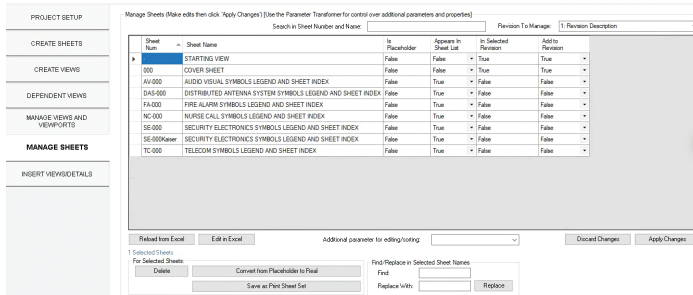 PROJECT SETUP
CREATE SHEETS
CREATE VIEWS
DEPENDENT VIEWS
MANAGE VIEWS AND
VIEWPORTS
MANAGE SHEETS
INSERT VIEWS/DETAILS
Manage Sheets (Make edits then click 'Apply Changes') [Use the Parameter Transformer for control over additional parameters and properties]
Search in Sheet Number and Name: Revision To Manage: 1: Revision Description
Sheet Num Sheet Name Is Placeholder Appears In Sheet List In Selected Revision Add to Revision
STARTING VIEW False False True True
000 COVER SHEET False False True True
AV-000 AUDIO VISUAL SYMBOLS LEGEND AND SHEET INDEX False True False False
DAS-000 DISTRIBUTED ANTENNA SYSTEM SYMBOLS LEGEND AND SHEET INDEX False True False False
FA-000 FIRE ALARM SYMBOLS LEGEND AND SHEET INDEX False True False False
NC-000 NURSE CALL SYMBOLS LEGEND AND SHEET INDEX False True False False
SE-000 SECURITY ELECTRONICS SYMBOLS LEGEND AND SHEET INDEX False True False False
SE-000Kaiser SECURITY ELECTRONICS SYMBOLS LEGEND AND SHEET INDEX False True False False
TC-000 TELECOM SYMBOLS LEGEND AND SHEET INDEX False True False False
Reload from Excel Edit in Excel Additional parameter for editing/sorting: Discard Changes Apply Changes
1 Selected Sheets
For Selected Sheets: Find/Replace in Selected Sheet Names
Delete Convert from Placeholder to Real Find:
Save as Print Sheet Set Replace With: Replace